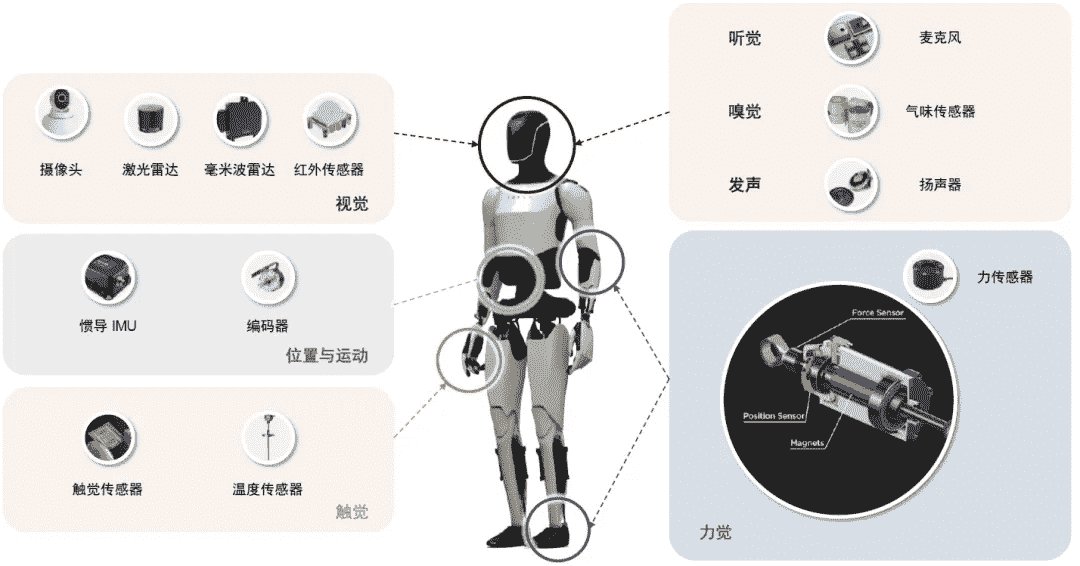 摄像头
激光雷达
毫米波雷达
红外传感器
视觉
惯导 IMU
编码器
位置与运动
触觉传感器
温度传感器
触觉
听觉
麦克风
嗅觉
气味传感器
发声
扬声器
力传感器
Force Sensor
Position Sensor
Magnets
力觉